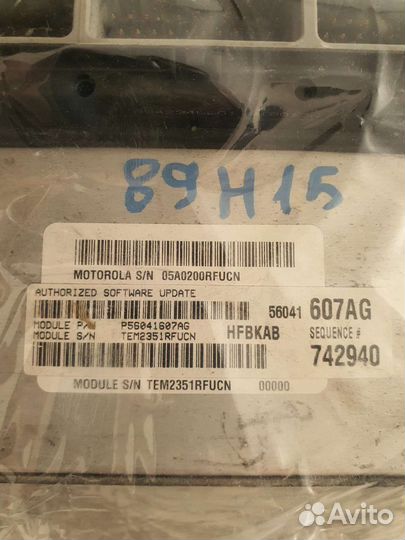 89H15
MOTOROLA S/N 05A0200RFUCN
AUTHORIZED SOFTWARE UPDATE
56041 607AG
MODULE P/N P56041607AG HFBKAB SEQUENCE #
MODULE S/N TEM2351RFUCN 742940
MODULE S/N TEM2351RFUCN 00000
Avito